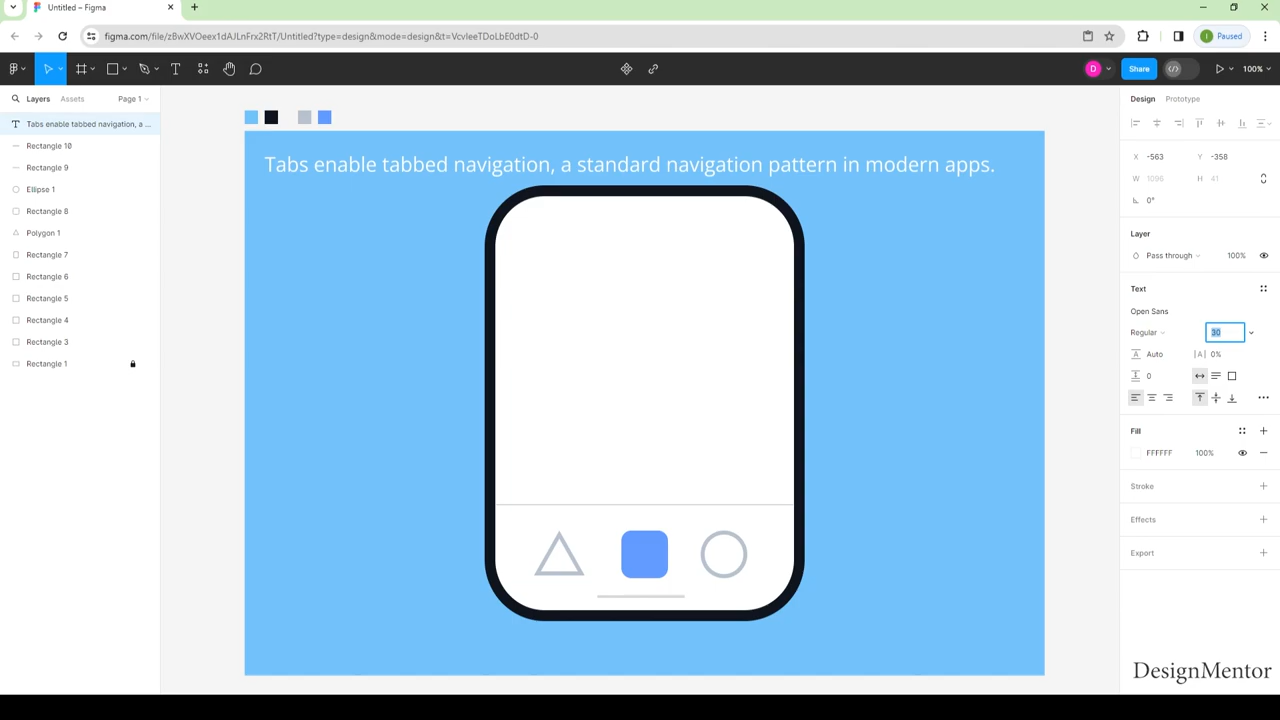 Untitled – Figma
figma.com/file/zBwXVOeex1dAJLnFrx2RtT/Untitled?type=design&mode=design&t=VcvIeeTDoLbE0dtD-0
I
Paused
D
Share
100%
Layers
Assets
Page 1
Tabs enable tabbed navigation, a ...
Rectangle 10
Rectangle 9
Ellipse 1
Rectangle 8
Polygon 1
Rectangle 7
Rectangle 6
Rectangle 5
Rectangle 4
Rectangle 3
Rectangle 1
Tabs enable tabbed navigation, a standard navigation pattern in modern apps.
Design
Prototype
X -563 Y -358
W 1096 H 41
0°
Layer
Pass through 100%
Text
Open Sans
Regular 30
Auto |A| 0%
0
Fill
FFFFFF 100%
Stroke
Effects
Export
DesignMentor